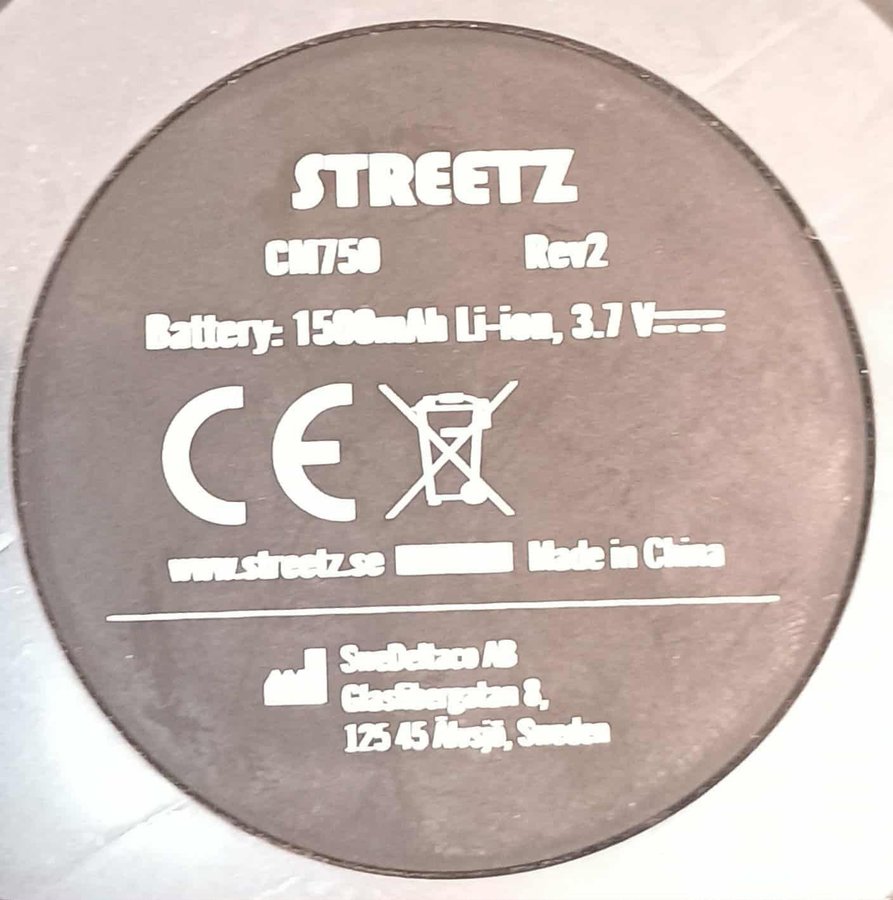 STREETZ
CM750 Rev2
Battery: 1500mAh Li-ion, 3.7 V
CE
www.streetz.se Made in China
SweDeltaco AB
Glasfibergatan 8,
125 45 Älvsjö, Sweden